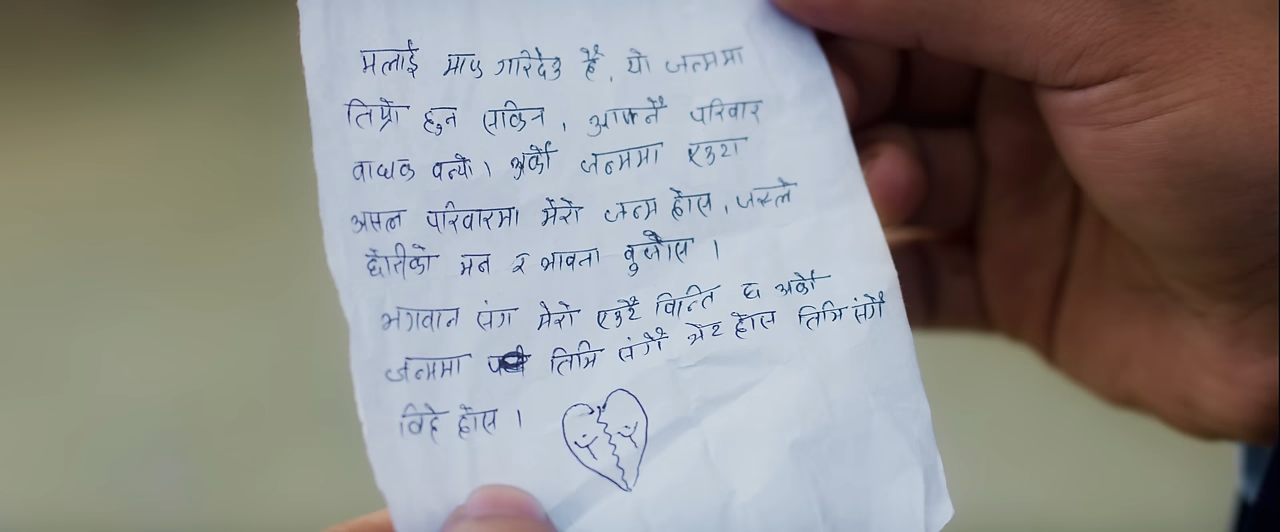 मलाई माफ गरिदेउ है, यो जन्ममा
तिम्रो हुन सकिन, आफ्नै परिवार
वाधक वन्यो। अर्को जन्ममा एउटा
असल परिवारमा मेरो जन्म होस, जस्ले
छोरीको मन र भावना वुजोस।
भगवान संग मेरो एउटै विन्ति छ अर्को
जन्ममा तिमि संगै भेट होस तिमि संगै
विहे होस।